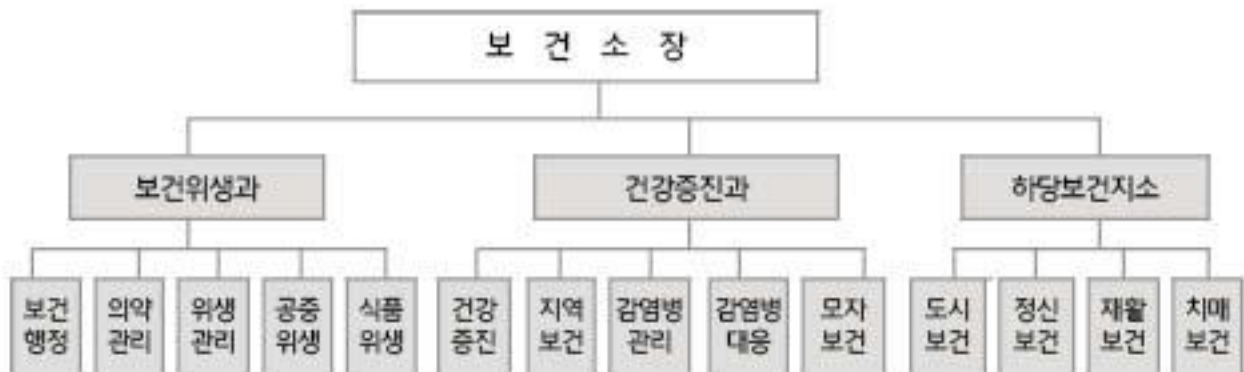 보 건 소 장
보건위생과
건강증진과
하당보건지소
보건
행정
의약
관리
위생
관리
공중
위생
식품
위생
건강
증진
지역
보건
감염병
관리
감염병
대응
모자
보건
도시
보건
정신
보건
재활
보건
치매
보건